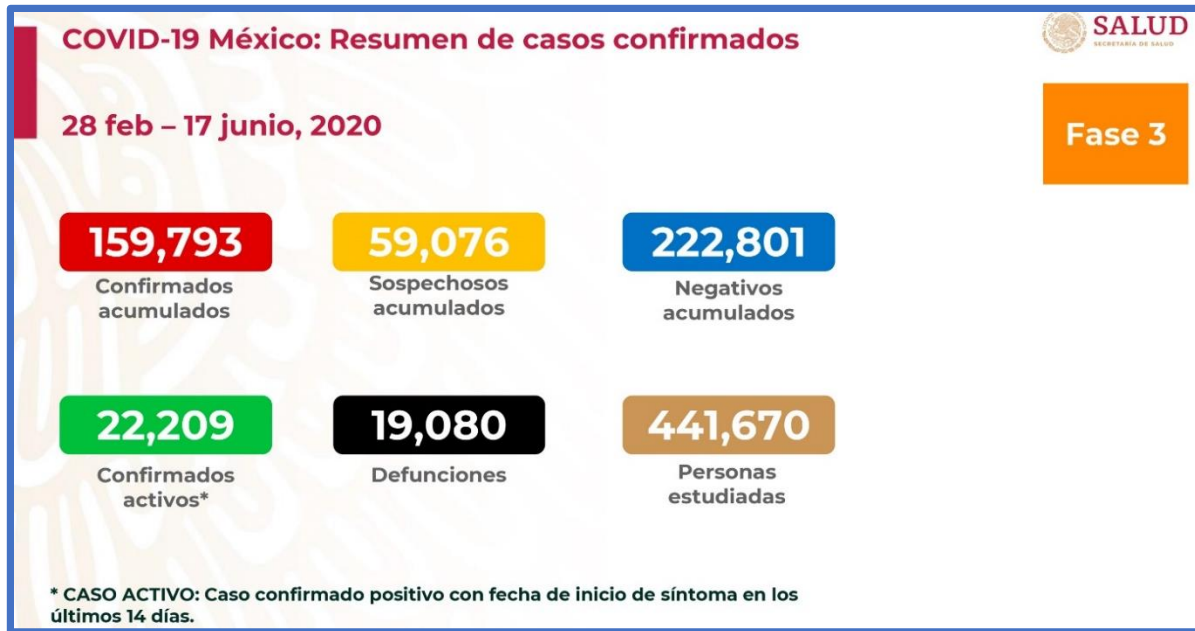 COVID-19 México: Resumen de casos confirmados
SALUD
SECRETARÍA DE SALUD
28 feb – 17 junio, 2020
Fase 3
159,793
Confirmados
acumulados
59,076
Sospechosos
acumulados
222,801
Negativos
acumulados
22,209
Confirmados
activos*
19,080
Defunciones
441,670
Personas
estudiadas
* CASO ACTIVO: Caso confirmado positivo con fecha de inicio de síntoma en los
últimos 14 días.